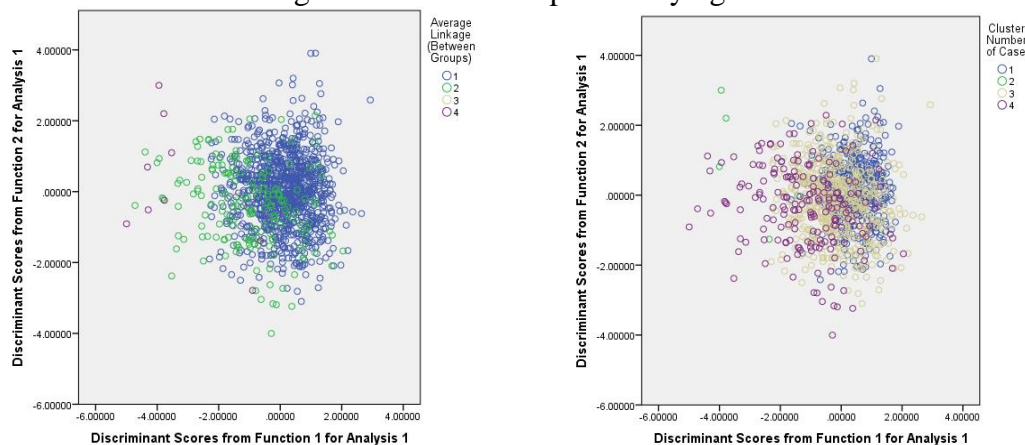 Average
Linkage
(Between
Groups)
1
2
3
4
Discriminant Scores from Function 2 for Analysis 1
4.00000
2.00000
.00000
-2.00000
-4.00000
-6.00000
-6.00000 -4.00000 -2.00000 .00000 2.00000 4.00000
Discriminant Scores from Function 1 for Analysis 1
Cluster
Number
of Case
1
2
3
4
Discriminant Scores from Function 2 for Analysis 1
4.00000
2.00000
.00000
-2.00000
-4.00000
-6.00000
-6.00000 -4.00000 -2.00000 .00000 2.00000 4.00000
Discriminant Scores from Function 1 for Analysis 1